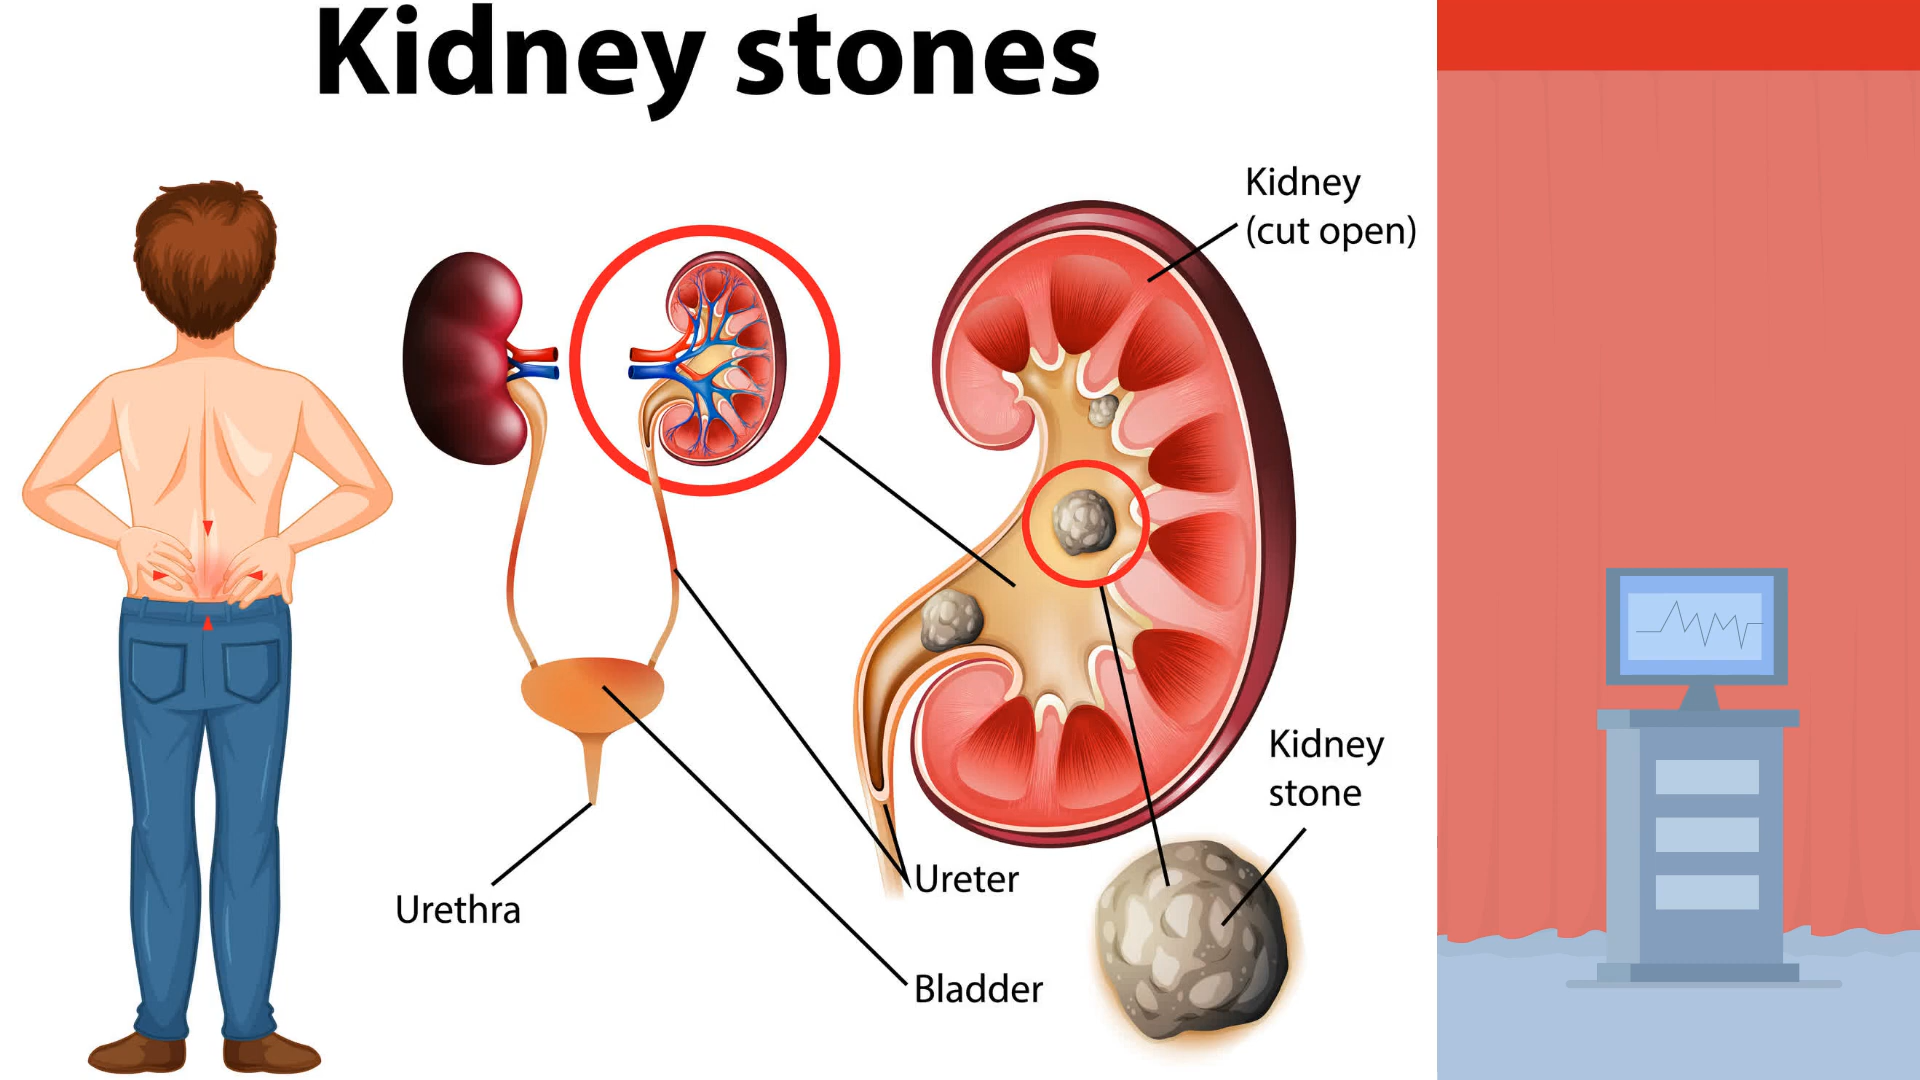 Kidney stones
Kidney
(cut open)
Kidney
stone
Ureter
Urethra
Bladder